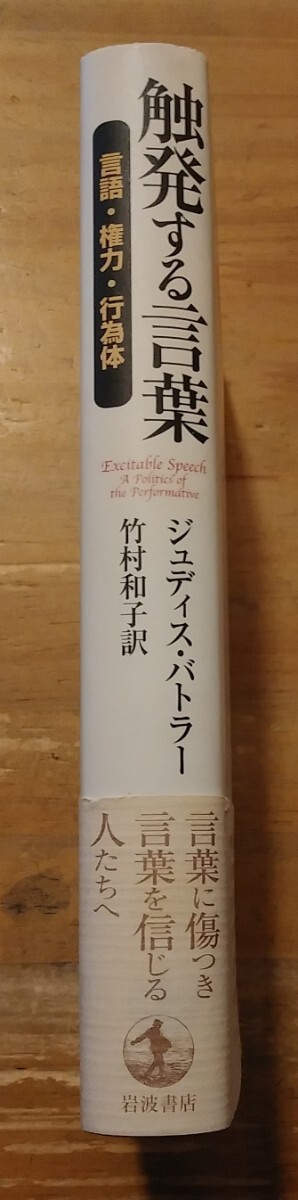 触発する言葉
言語・権力・行為体
Excitable Speech
A Politics of
the Performative
ジュディス・バトラー
竹村和子訳
言葉に傷つき
言葉を信じる
人たちへ
岩波書店